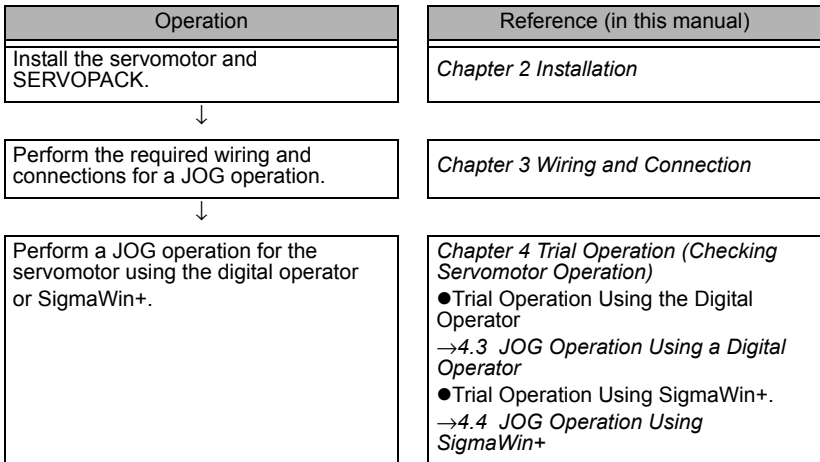 Operation
Reference (in this manual)
Install the servomotor and
SERVOPACK.
Chapter 2 Installation
↓
Perform the required wiring and
connections for a JOG operation.
Chapter 3 Wiring and Connection
↓
Perform a JOG operation for the
servomotor using the digital operator
or SigmaWin+.
Chapter 4 Trial Operation (Checking
Servomotor Operation)
●Trial Operation Using the Digital
Operator
→4.3 JOG Operation Using a Digital
Operator
●Trial Operation Using SigmaWin+.
→4.4 JOG Operation Using
SigmaWin+